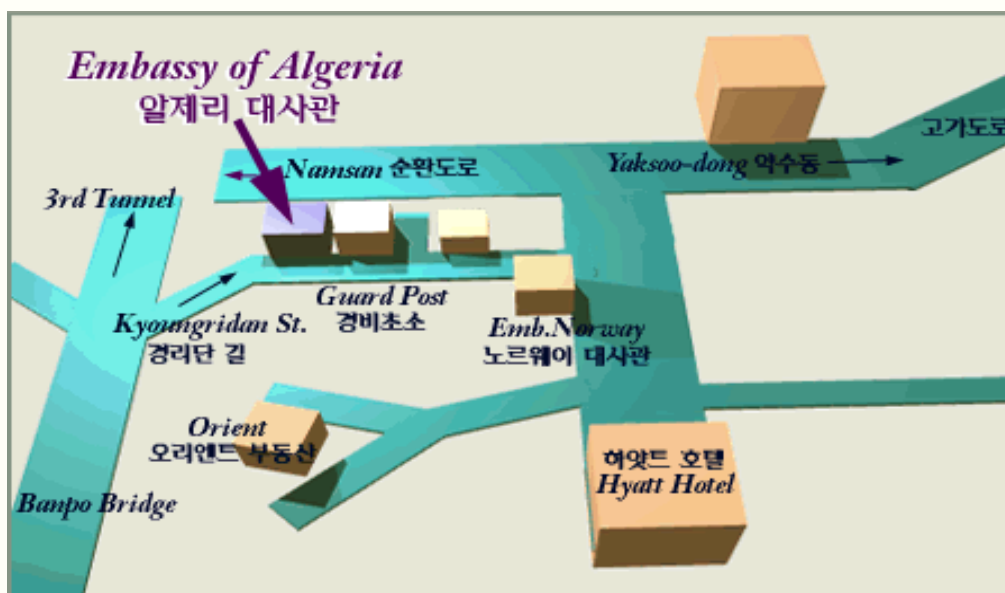 Embassy of Algeria
알제리 대사관
고가도로
Namsan 순환도로
Yaksoo-dong 약수동
3rd Tunnel
Guard Post
경비초소
Kyoungridan St.
경리단 길
Emb.Norway
노르웨이 대사관
Orient
오리엔트 부동산
하얏트 호텔
Hyatt Hotel
Banpo Bridge